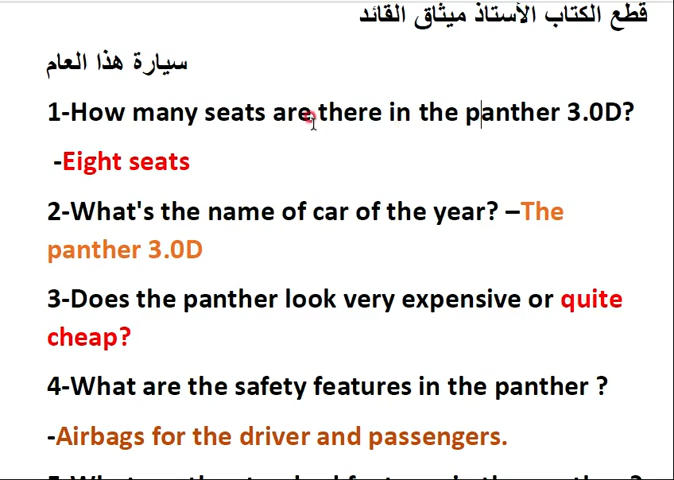 قطع الكتاب الأستاذ ميثاق القائد
سيارة هذا العام
1-How many seats are there in the panther 3.0D?
-Eight seats
2-What's the name of car of the year? –The
panther 3.0D
3-Does the panther look very expensive or quite
cheap?
4-What are the safety features in the panther ?
-Airbags for the driver and passengers.